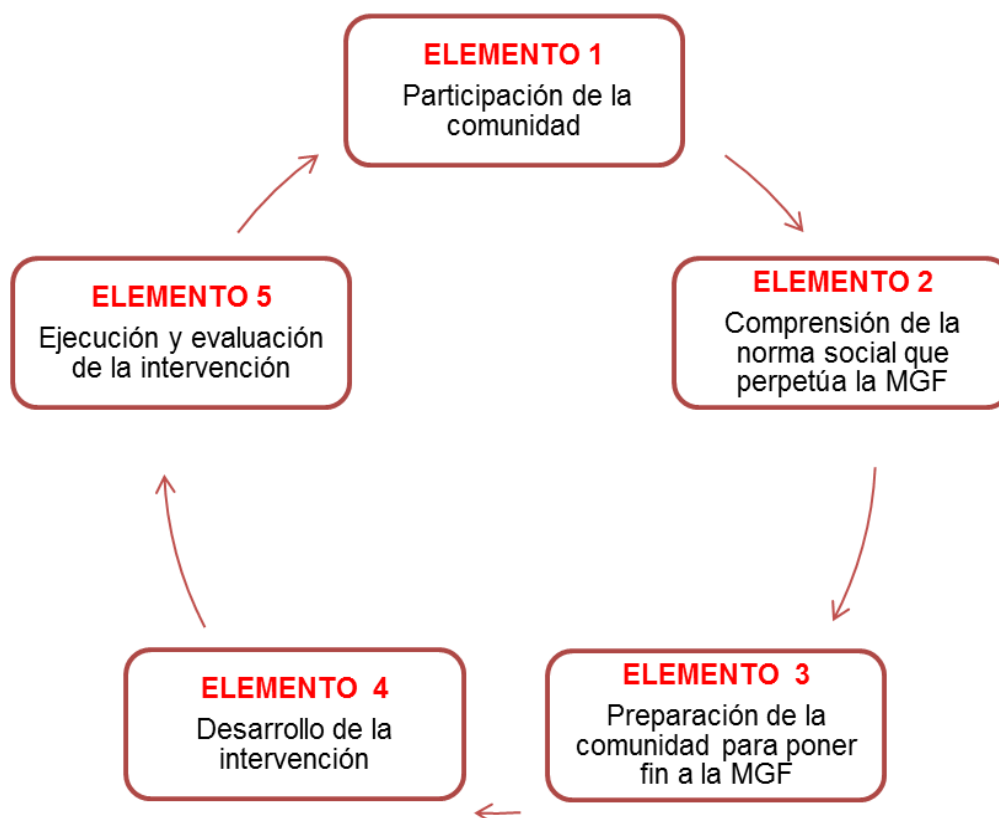 ELEMENTO 1
Participación de la
comunidad
ELEMENTO 2
Comprensión de la
norma social que
perpetúa la MGF
ELEMENTO 3
Preparación de la
comunidad para poner
fin a la MGF
ELEMENTO 4
Desarrollo de la
intervención
ELEMENTO 5
Ejecución y evaluación
de la intervención